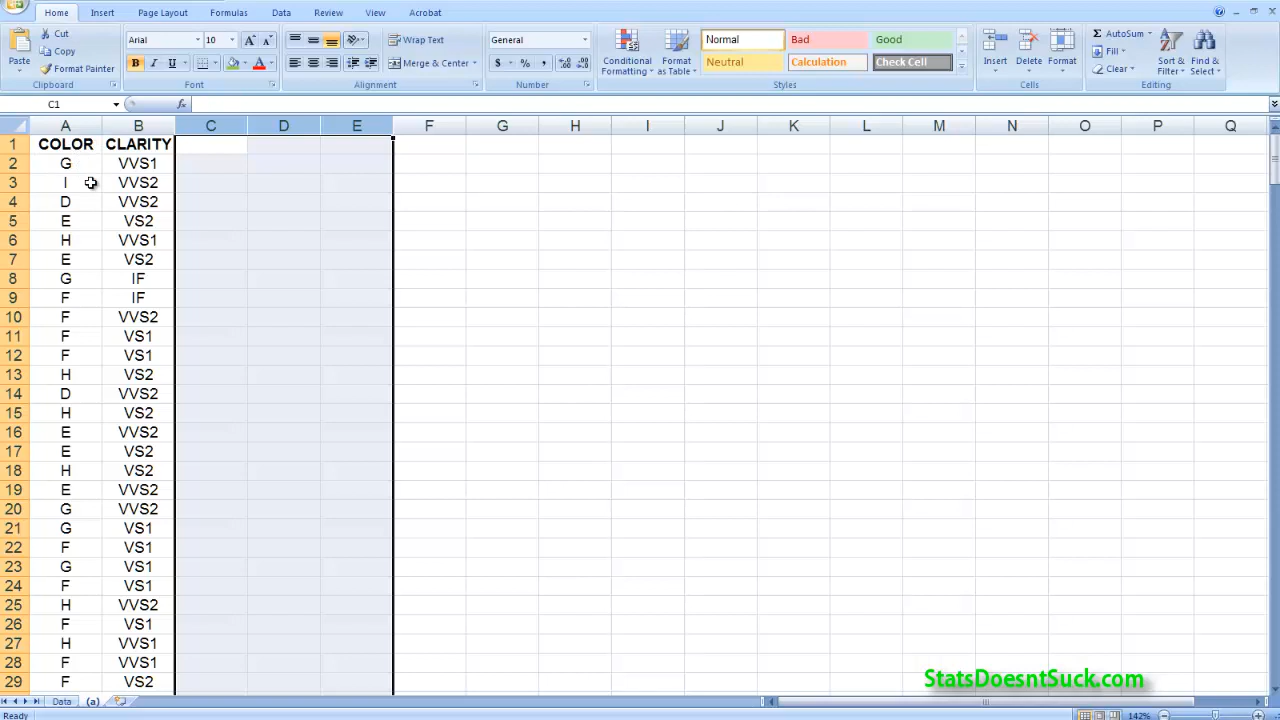 Home Insert Page Layout Formulas Data Review View Acrobat
Paste Cut Copy Format Painter Clipboard
Arial 10 B I U A Font
Wrap Text Merge & Center Alignment
General $ % , Number
Conditional Formatting Format as Table
Normal Bad Good
Neutral Calculation Check Cell
Styles
Insert Delete Format Cells
Σ AutoSum Fill Clear Sort & Filter Find & Select Editing
C1 fx
A B C D E F G H I J K L M N O P Q
1 COLOR CLARITY
2 G VVS1
3 I VVS2
4 D VVS2
5 E VS2
6 H VVS1
7 E VS2
8 G IF
9 F IF
10 F VVS2
11 F VS1
12 F VS1
13 H VS2
14 D VVS2
15 H VS2
16 E VVS2
17 E VS2
18 H VS2
19 E VVS2
20 G VVS2
21 G VS1
22 F VS1
23 G VS1
24 F VS1
25 H VVS2
26 F VS1
27 H VVS1
28 F VVS1
29 F VS2
StatsDoesntSuck.com
Data (a)
Ready 142%